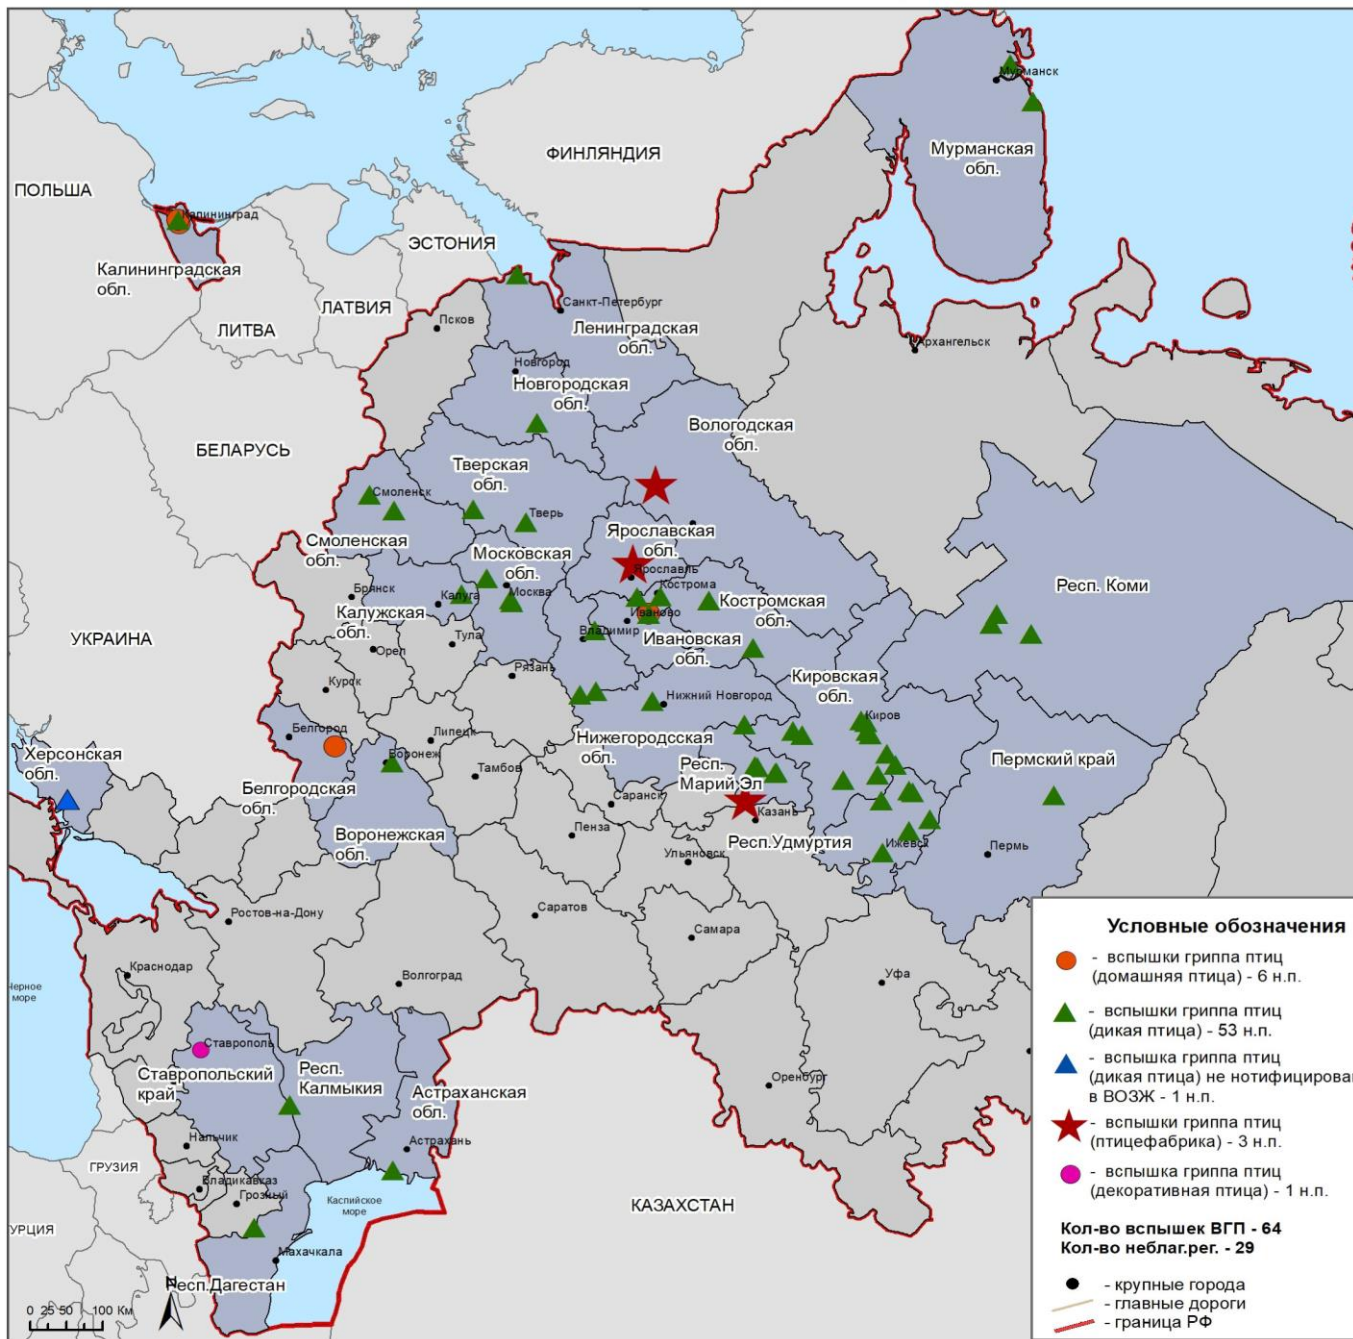 Мурманск
Мурманская
обл.
ФИНЛЯНДИЯ
ПОЛЬША
Калининград
ЭСТОНИЯ
Калининградская
обл.
ЛАТВИЯ
ЛИТВА
Санкт-Петербург
Псков
Ленинградская
обл.
Архангельск
Новгород
Новгородская
обл.
Вологодская
обл.
БЕЛАРУСЬ
Тверская
обл.
Смоленск
Тверь
Смоленская
обл.
Ярославская
обл.
Московская
обл.
Ярославль
Респ. Коми
Брянск
Калуга
Москва
Кострома
Костромская
обл.
Калужская
обл.
Иваново
УКРАИНА
Тула
Владимир
Ивановская
обл.
Орел
Рязань
Кировская
обл.
Курск
Нижний Новгород
Киров
Белгород
Липецк
Нижегородсская
обл.
Херсонская
обл.
Воронеж
Респ.
Марий Эл
Пермский край
Белгородская
обл.
Тамбов
Саранск
Казань
Воронежская
обл.
Пенза
Респ.Удмуртия
Ижевск
Ульяновск
Пермь
Ростов-на-Дону
Саратов
Самара
Краснодар
Волгоград
Уфа
Черное
море
Ставрополь
Ставропольский
край
Респ.
Калмыкия
Астраханская
обл.
Оренбург
Нальчик
Астрахань
ГРУЗИЯ
Владикавказ
Грозный
Каспийское
море
КАЗАХСТАН
УРЦИЯ
Махачкала
Респ.Дагестан
N
0 25 50 100 Км
Условные обозначения
- вспышки гриппа птиц
(домашняя птица) - 6 н.п.
- вспышки гриппа птиц
(дикая птица) - 53 н.п.
- вспышка гриппа птиц
(дикая птица) не нотифицирован
в ВОЗЖ - 1 н.п.
- вспышки гриппа птиц
(птицефабрика) - 3 н.п.
- вспышка гриппа птиц
(декоративная птица) - 1 н.п.
Кол-во вспышек ВГП - 64
Кол-во неблаг.рег. - 29
- крупные города
- главные дороги
- граница РФ